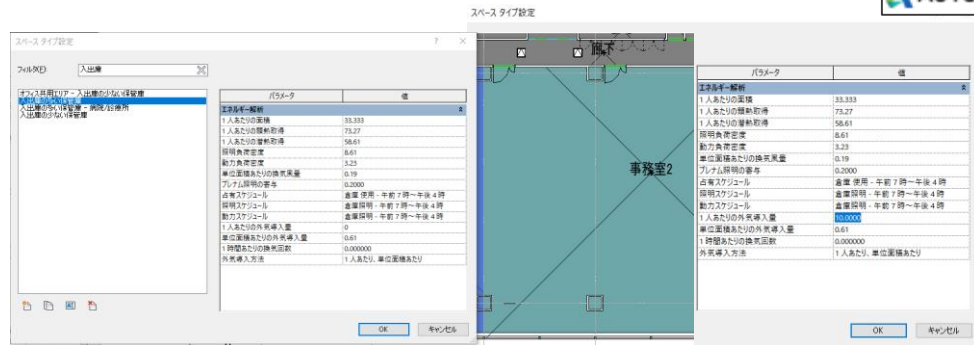 スペース タイプ設定
スペース タイプ設定
フィルタ(F):
入出庫
オフィス共用エリア - 入出庫の少ない保管庫
入出庫の多い保管庫
入出庫の多い保管庫 - 病院/診療所
入出庫の少ない保管庫
パラメータ 値
エネルギー解析
1 人あたりの面積 33.333
1 人あたりの顕熱取得 73.27
1 人あたりの潜熱取得 58.61
照明負荷密度 8.61
動力負荷密度 3.23
単位面積あたりの換気風量 0.19
プレナム照明の寄与 0.2000
占有スケジュール 倉庫 使用 - 午前 7 時～午後 4 時
照明スケジュール 倉庫照明 - 午前 7 時～午後 4 時
動力スケジュール 倉庫照明 - 午前 7 時～午後 4 時
1 人あたりの外気導入量 0
単位面積あたりの外気導入量 0.61
1 時間あたりの換気回数 0.000000
外気導入方法 1 人あたり、単位面積あたり
OK キャンセル
廊下
事務室2
パラメータ 値
エネルギー解析
1 人あたりの面積 33.333
1 人あたりの顕熱取得 73.27
1 人あたりの潜熱取得 58.61
照明負荷密度 8.61
動力負荷密度 3.23
単位面積あたりの換気風量 0.19
プレナム照明の寄与 0.2000
占有スケジュール 倉庫 使用 - 午前 7 時～午後 4 時
照明スケジュール 倉庫照明 - 午前 7 時～午後 4 時
動力スケジュール 倉庫照明 - 午前 7 時～午後 4 時
1 人あたりの外気導入量 10.0000
単位面積あたりの外気導入量 0.61
1 時間あたりの換気回数 0.000000
外気導入方法 1 人あたり、単位面積あたり
OK キャンセル